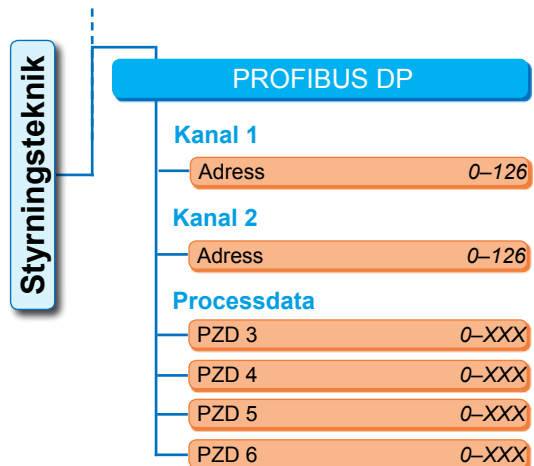 Styrningsteknik
PROFIBUS DP
Kanal 1
Adress 0–126
Kanal 2
Adress 0–126
Processdata
PZD 3 0–XXX
PZD 4 0–XXX
PZD 5 0–XXX
PZD 6 0–XXX